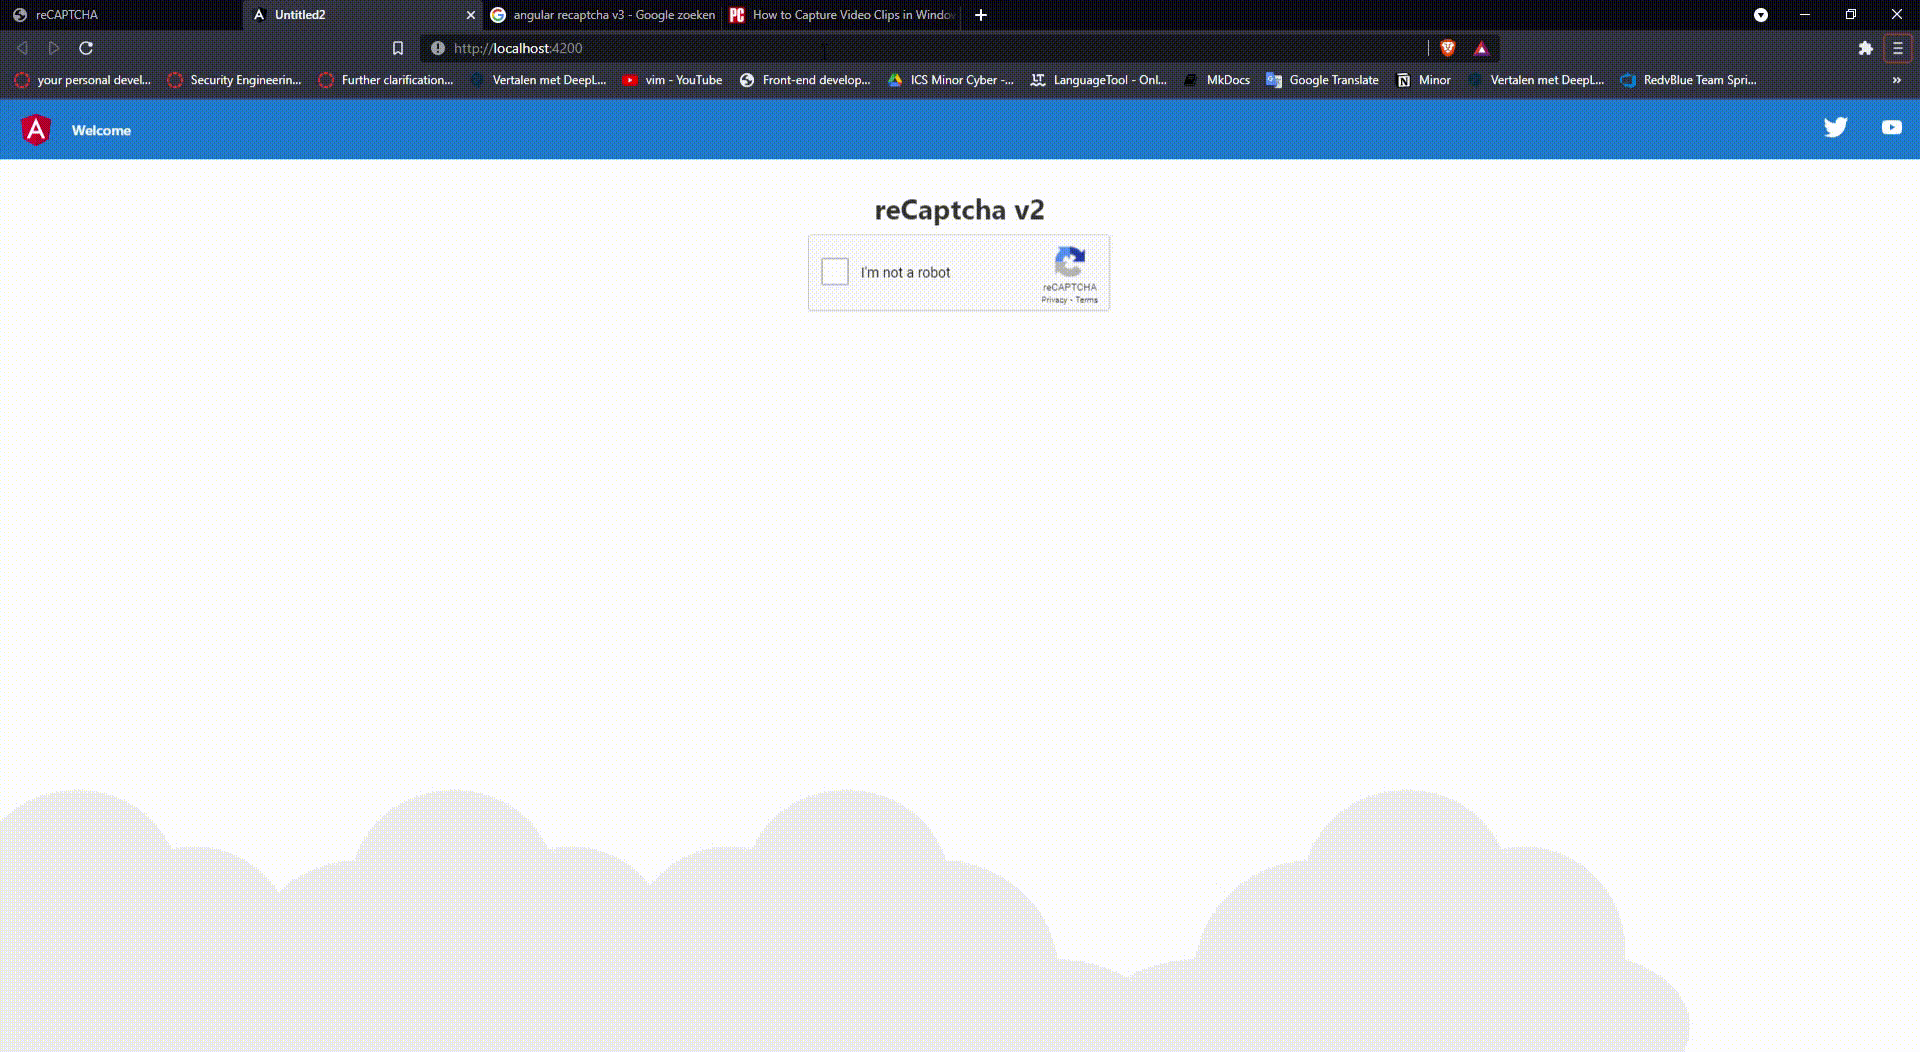 reCAPTCHA
Untitled2
angular recaptcha v3 - Google zoeken
How to Capture Video Clips in Windo
http://localhost:4200
your personal devel...
Security Engineerin...
Further clarification...
Vertalen met DeepL...
vim - YouTube
Front-end develop...
ICS Minor Cyber -...
LanguageTool - Onl...
MkDocs
Google Translate
Minor
Vertalen met DeepL...
RedvBlue Team Spri...
Welcome
reCaptcha v2
I'm not a robot
reCAPTCHA
Privacy - Terms